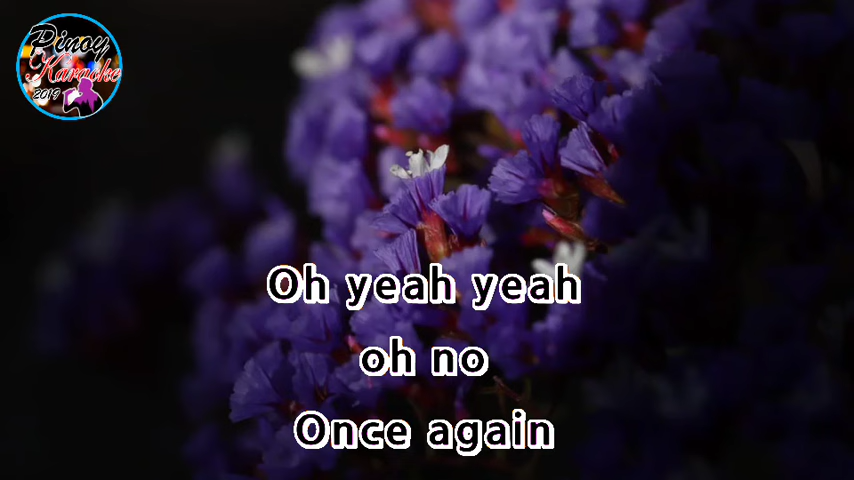 Pinoy
Karaoke
2019
Oh yeah yeah
oh no
Once again